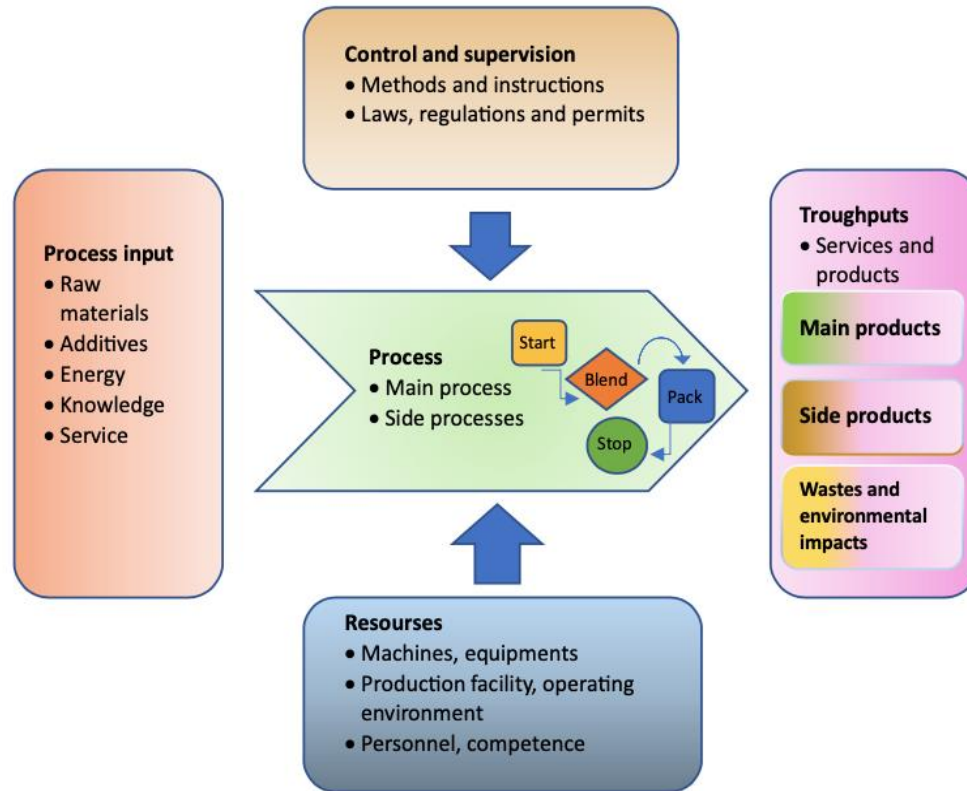 Control and supervision
• Methods and instructions
• Laws, regulations and permits
Process input
• Raw
materials
• Additives
• Energy
• Knowledge
• Service
Process
• Main process
• Side processes
Start
Blend
Pack
Stop
Troughputs
• Services and
products
Main products
Side products
Wastes and
environmental
impacts
Resourses
• Machines, equipments
• Production facility, operating
environment
• Personnel, competence